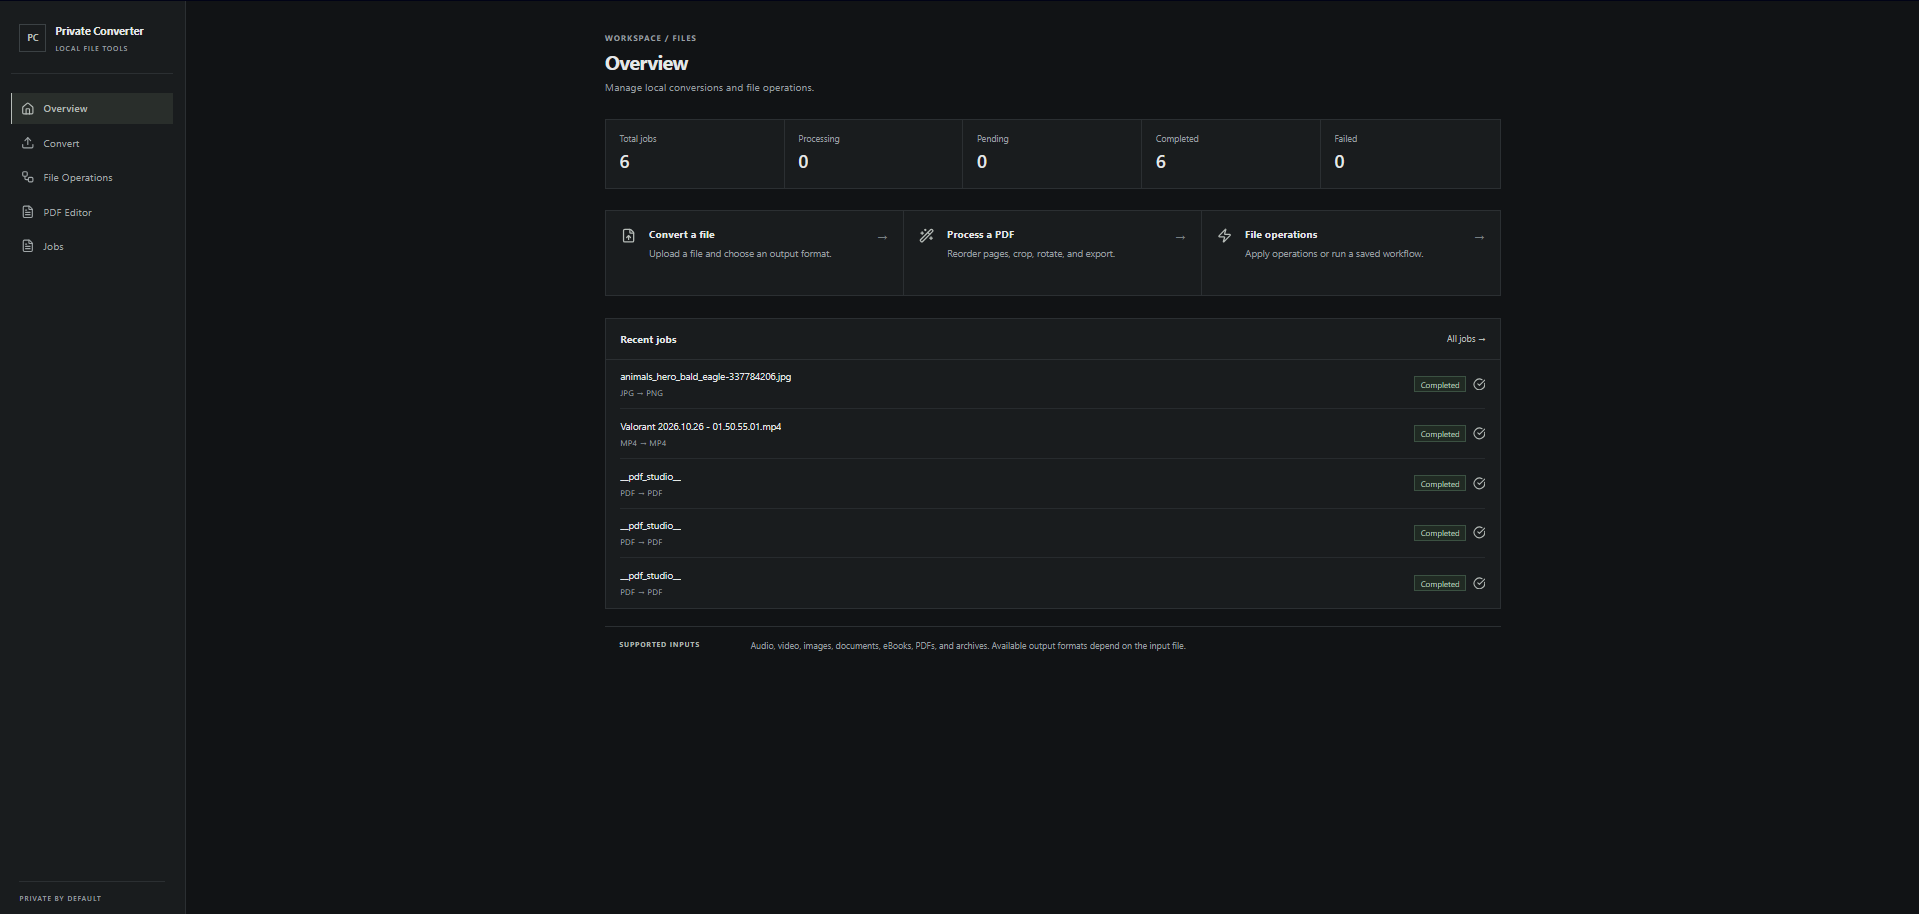 PC
Private Converter
LOCAL FILE TOOLS
Overview
Convert
File Operations
PDF Editor
Jobs
PRIVATE BY DEFAULT
WORKSPACE / FILES
Overview
Manage local conversions and file operations.
Total jobs
6
Processing
0
Pending
0
Completed
6
Failed
0
Convert a file →
Upload a file and choose an output format.
Process a PDF →
Reorder pages, crop, rotate, and export.
File operations →
Apply operations or run a saved workflow.
Recent jobs
All jobs →
animals_hero_bald_eagle-337784206.jpg
JPG → PNG
Completed
Valorant 2026.10.26 - 01.50.55.01.mp4
MP4 → MP4
Completed
__pdf_studio__
PDF → PDF
Completed
__pdf_studio__
PDF → PDF
Completed
__pdf_studio__
PDF → PDF
Completed
SUPPORTED INPUTS
Audio, video, images, documents, eBooks, PDFs, and archives. Available output formats depend on the input file.